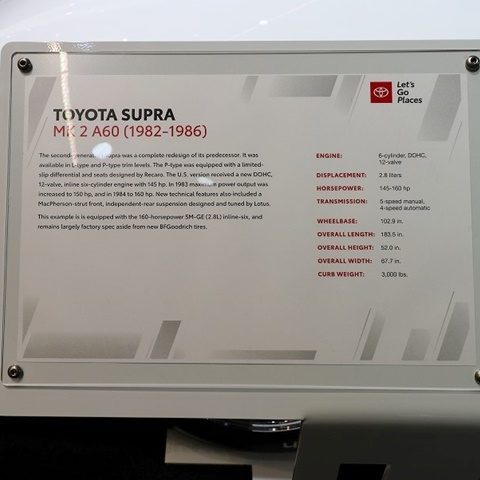 Let's
Go
Places
TOYOTA SUPRA
MK 2 A60 (1982-1986)
The second-generation Supra was a complete redesign of its predecessor. It was
available in L-type and P-type trim levels. The P-type was equipped with a limited-
slip differential and seats designed by Recaro. The U.S. version received a new DOHC,
12-valve, inline six-cylinder engine with 145 hp. In 1983 maximum power output was
increased to 150 hp, and in 1984 to 160 hp. New technical features also included a
MacPherson-strut front, independent-rear suspension designed and tuned by Lotus.
This example is equipped with the 160-horsepower 5M-GE (2.8L) inline-six, and
remains largely factory spec aside from new BFGoodrich tires.
ENGINE: 6-cylinder, DOHC,
12-valve
DISPLACEMENT: 2.8 liters
HORSEPOWER: 145-160 hp
TRANSMISSION: 5-speed manual,
4-speed automatic
WHEELBASE: 102.9 in.
OVERALL LENGTH: 183.5 in.
OVERALL HEIGHT: 52.0 in.
OVERALL WIDTH: 67.7 in.
CURB WEIGHT: 3,000 lbs.